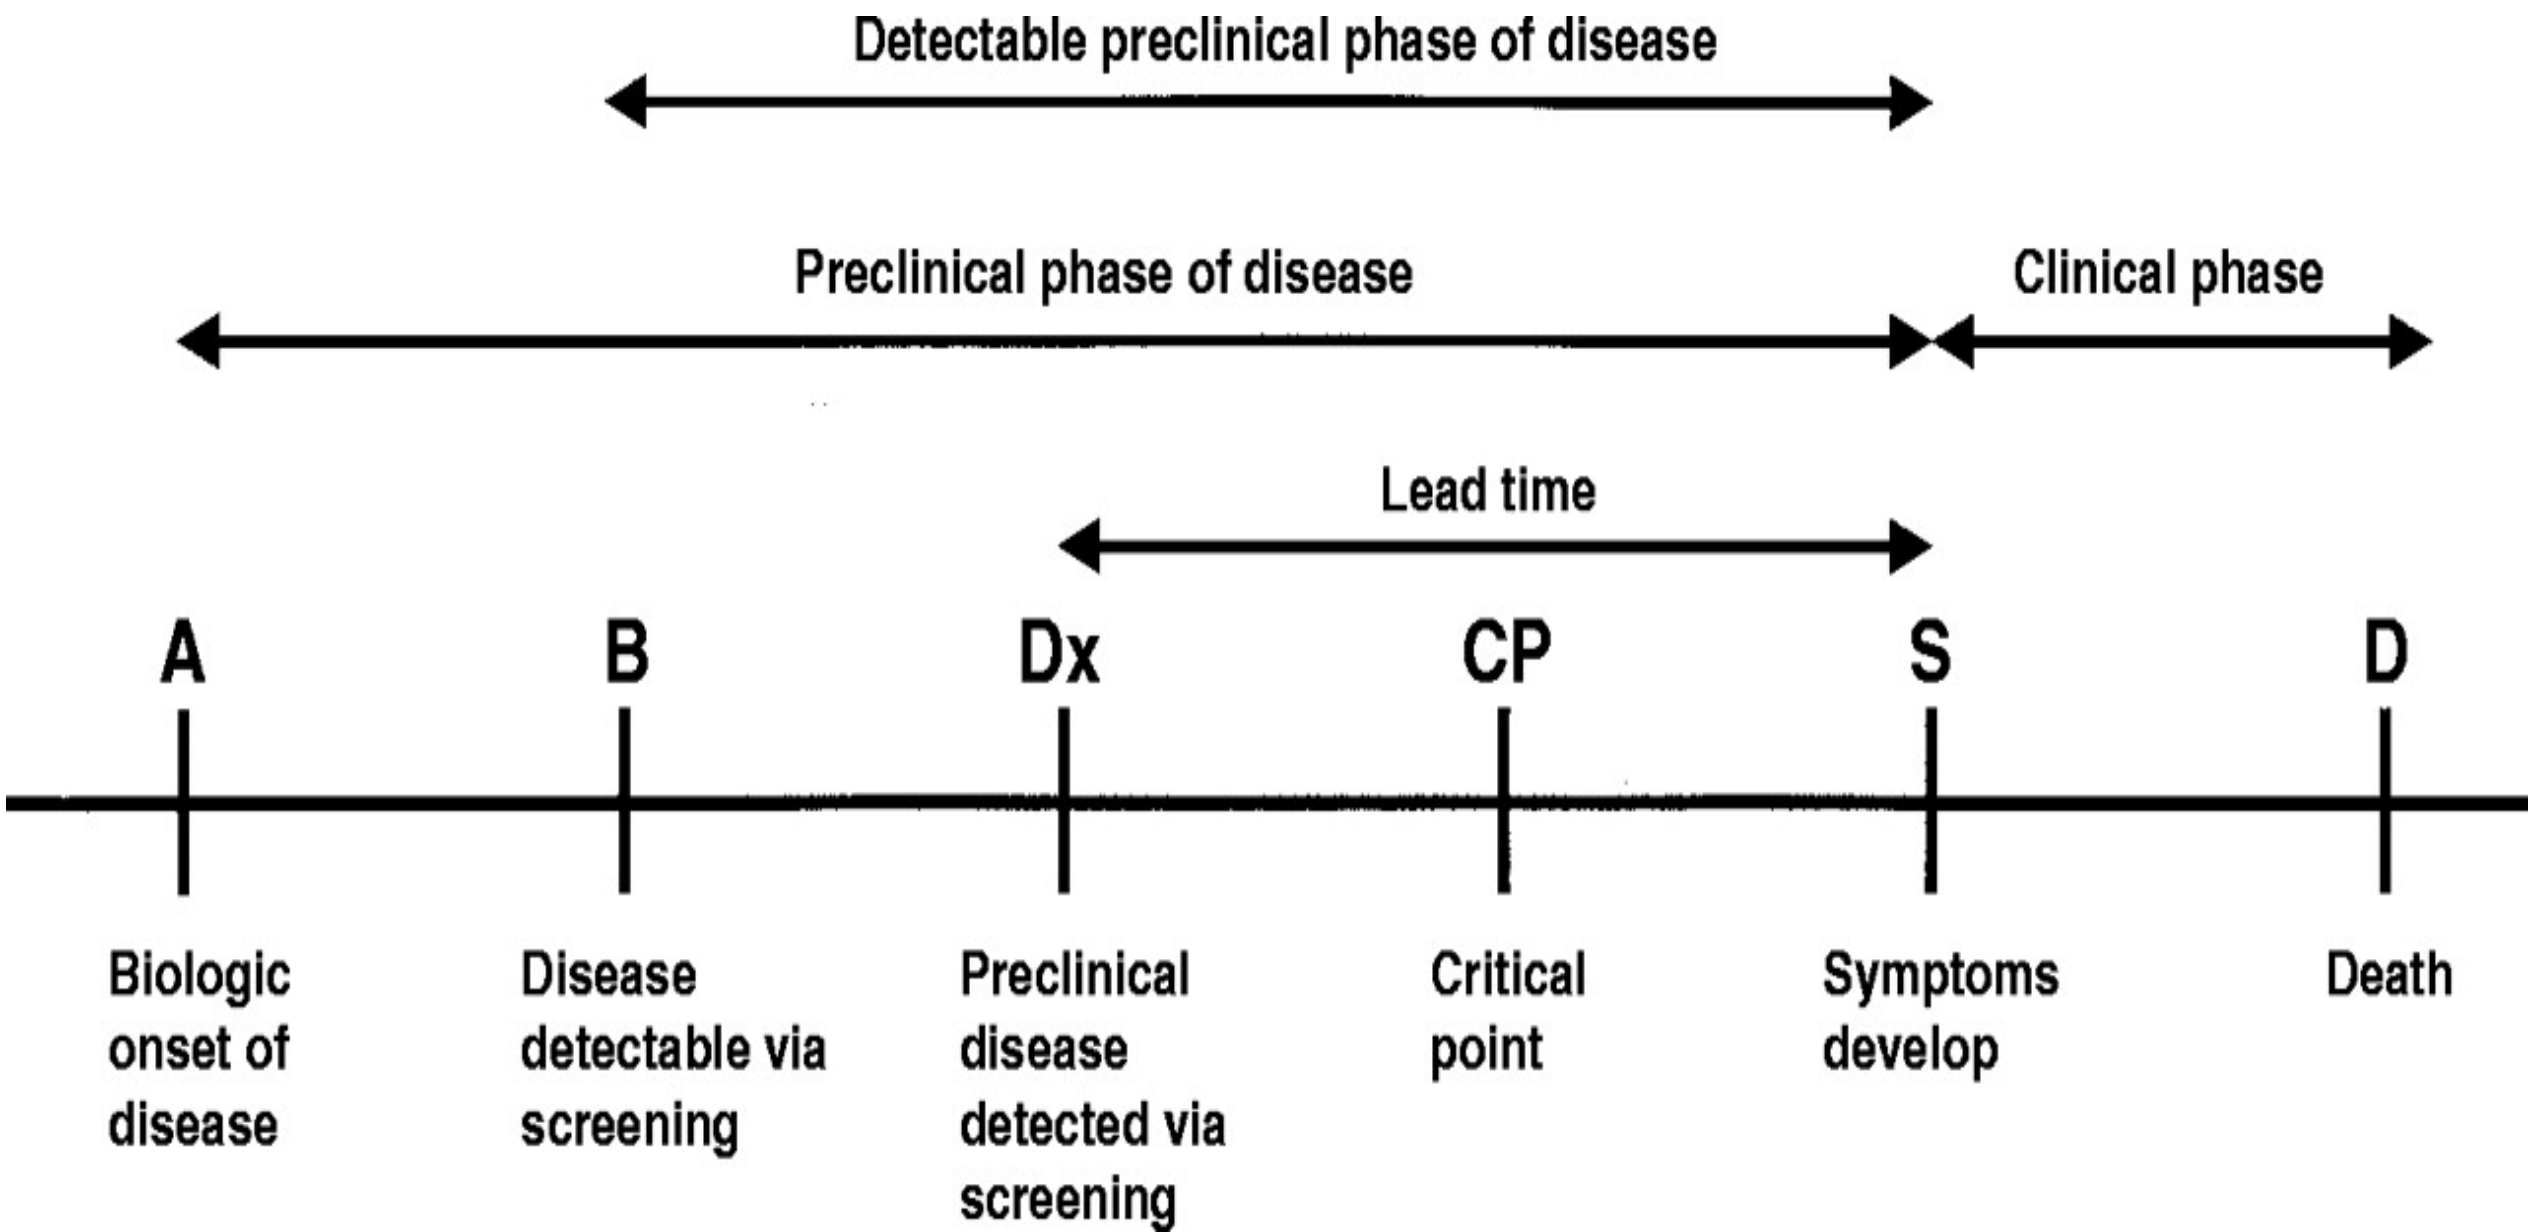 Detectable preclinical phase of disease
Preclinical phase of disease
Clinical phase
Lead time
A
B
Dx
CP
S
D
Biologic
onset of
disease
Disease
detectable via
screening
Preclinical
disease
detected via
screening
Critical
point
Symptoms
develop
Death